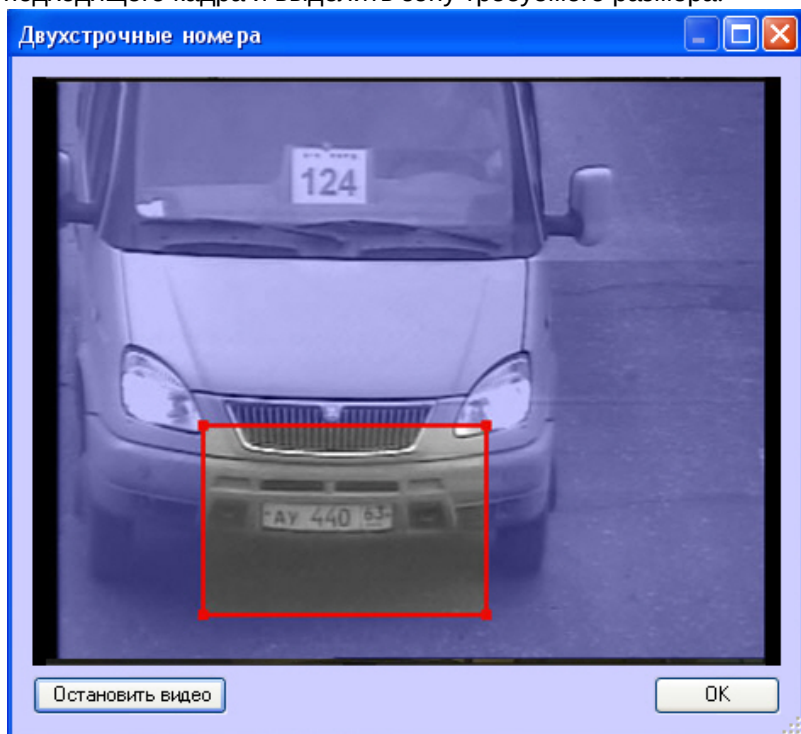 подходящего кадра и выделить зону требуемого размера.
Двухстрочные номера
124
АУ 440 63
Остановить видео
OK